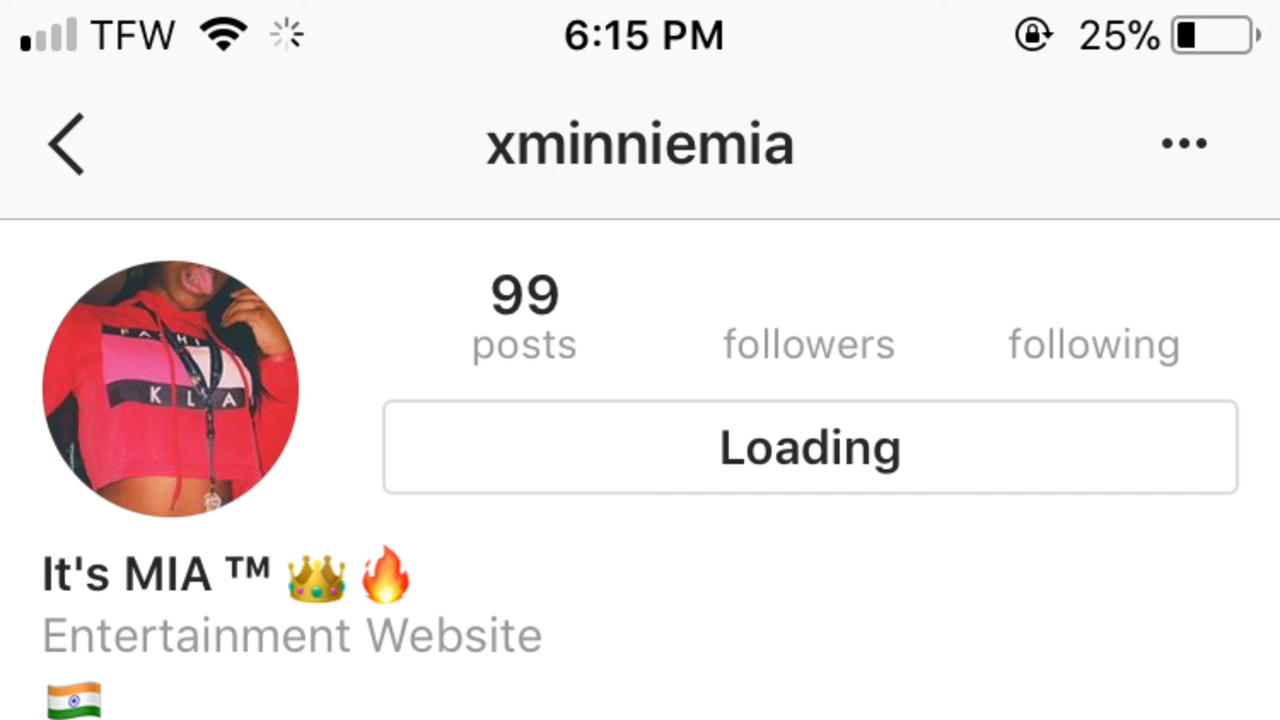 TFW 6:15 PM 25%
xminniemia
99
posts followers following
Loading
It's MIA ™ 👑 🔥
Entertainment Website
🇮🇳
K L A